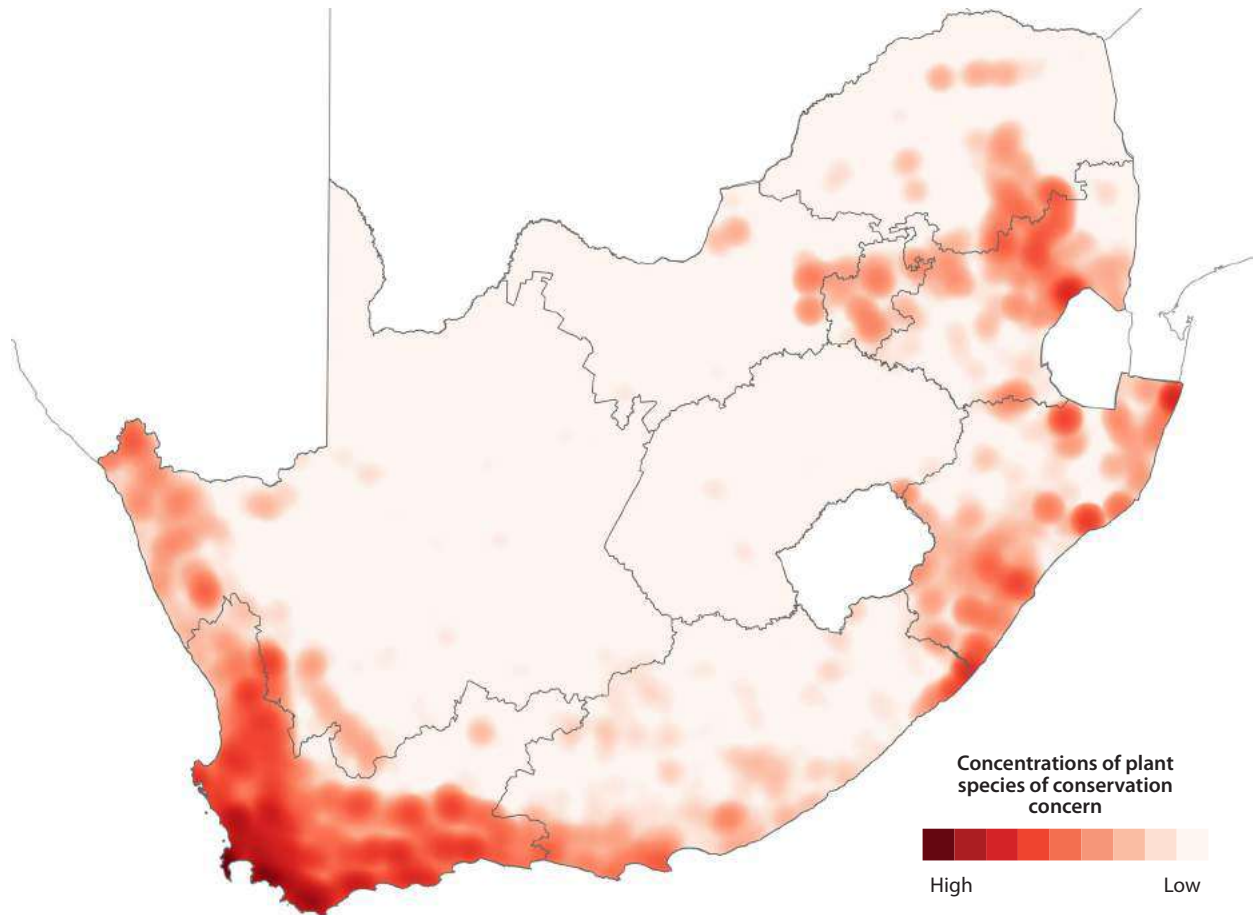 Concentrations of plant
species of conservation
concern
High Low